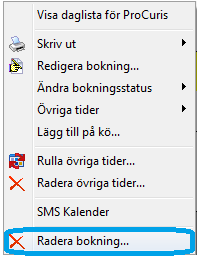 Visa daglista för ProCuris
Skriv ut
Redigera bokning...
Ändra bokningsstatus
Övriga tider
Lägg till på kö...
Rulla övriga tider...
Radera övriga tider...
SMS Kalender
Radera bokning...